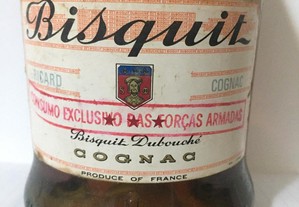 Bisquit
RICARD COGNAC
CONSUMO EXCLUSIVO DAS FORÇAS ARMADAS
Bisquit Dubouché
COGNAC
PRODUCE OF FRANCE